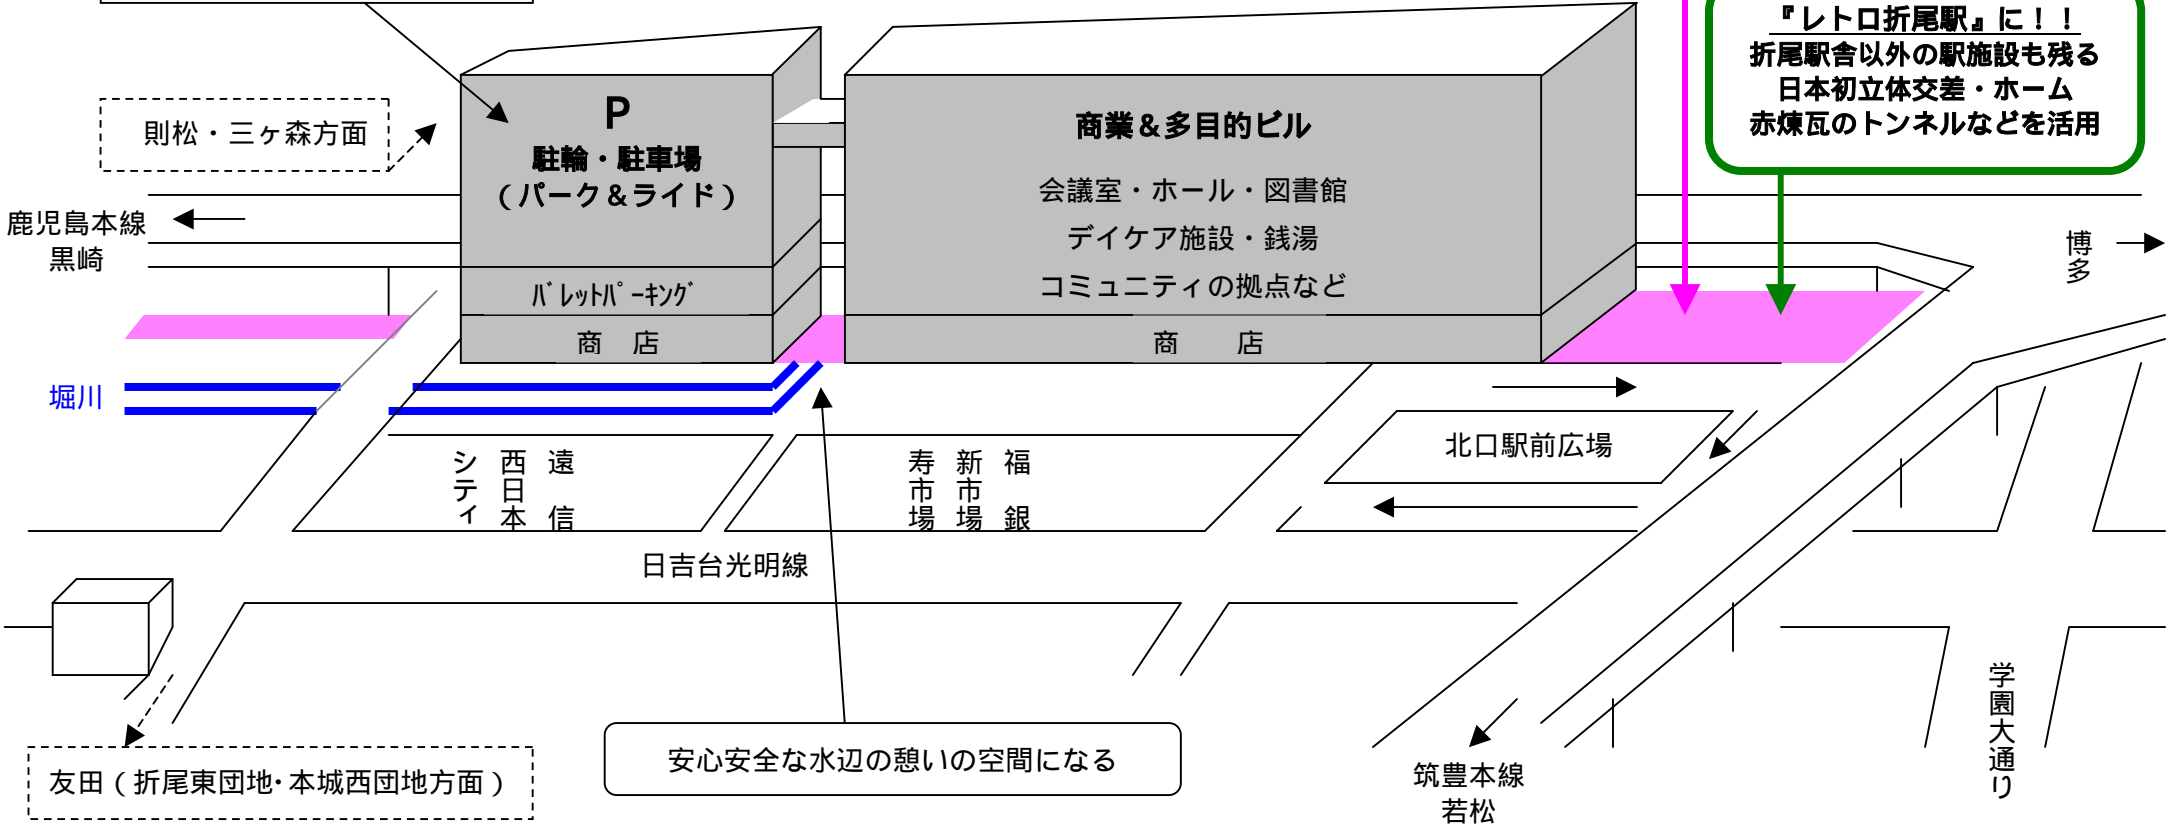 『レトロ折尾駅』に！！
折尾駅舎以外の駅施設も残る
日本初立体交差・ホーム
赤煉瓦のトンネルなどを活用
P
駐輪・駐車場
（パーク＆ライド）
ﾊﾞﾚｯﾄﾊﾟｰｷﾝｸﾞ
商　店
商業＆多目的ビル
会議室・ホール・図書館
デイケア施設・銭湯
コミュニティの拠点など
商　　店
則松・三ヶ森方面
鹿児島本線
黒崎
博多
堀川
遠　信
西日本
シティ
福　銀
新市場
寿市場
北口駅前広場
日吉台光明線
安心安全な水辺の憩いの空間になる
友田（折尾東団地・本城西団地方面）
筑豊本線
若松
学園大通り